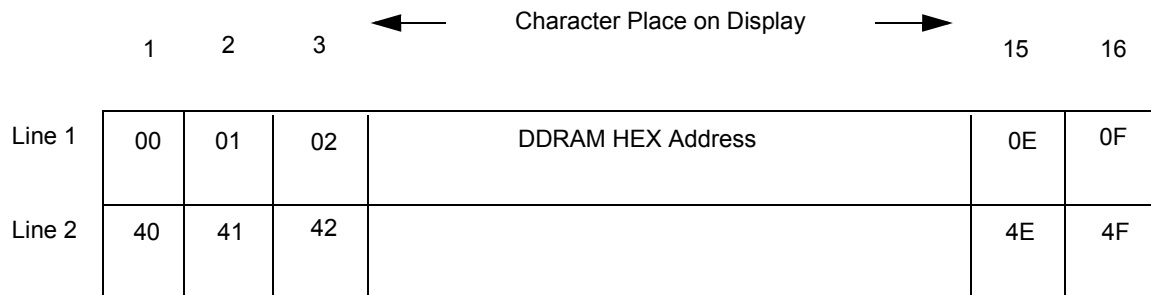 Character Place on Display
1 2 3 15 16
Line 1 00 01 02 DDRAM HEX Address 0E 0F
Line 2 40 41 42 4E 4F